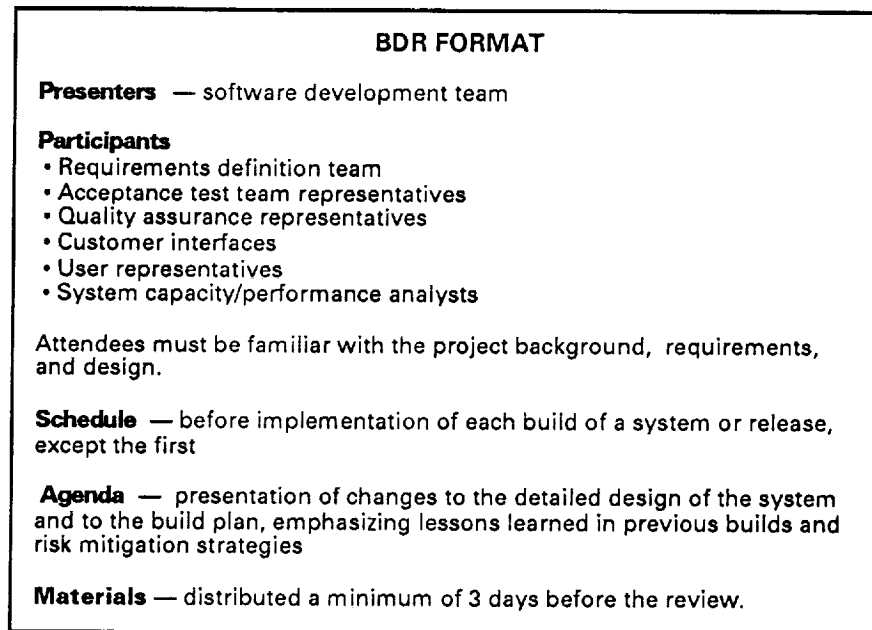 BDR FORMAT
Presenters — software development team
Participants
• Requirements definition team
• Acceptance test team representatives
• Quality assurance representatives
• Customer interfaces
• User representatives
• System capacity/performance analysts
Attendees must be familiar with the project background, requirements,
and design.
Schedule — before implementation of each build of a system or release,
except the first
Agenda — presentation of changes to the detailed design of the system
and to the build plan, emphasizing lessons learned in previous builds and
risk mitigation strategies
Materials — distributed a minimum of 3 days before the review.